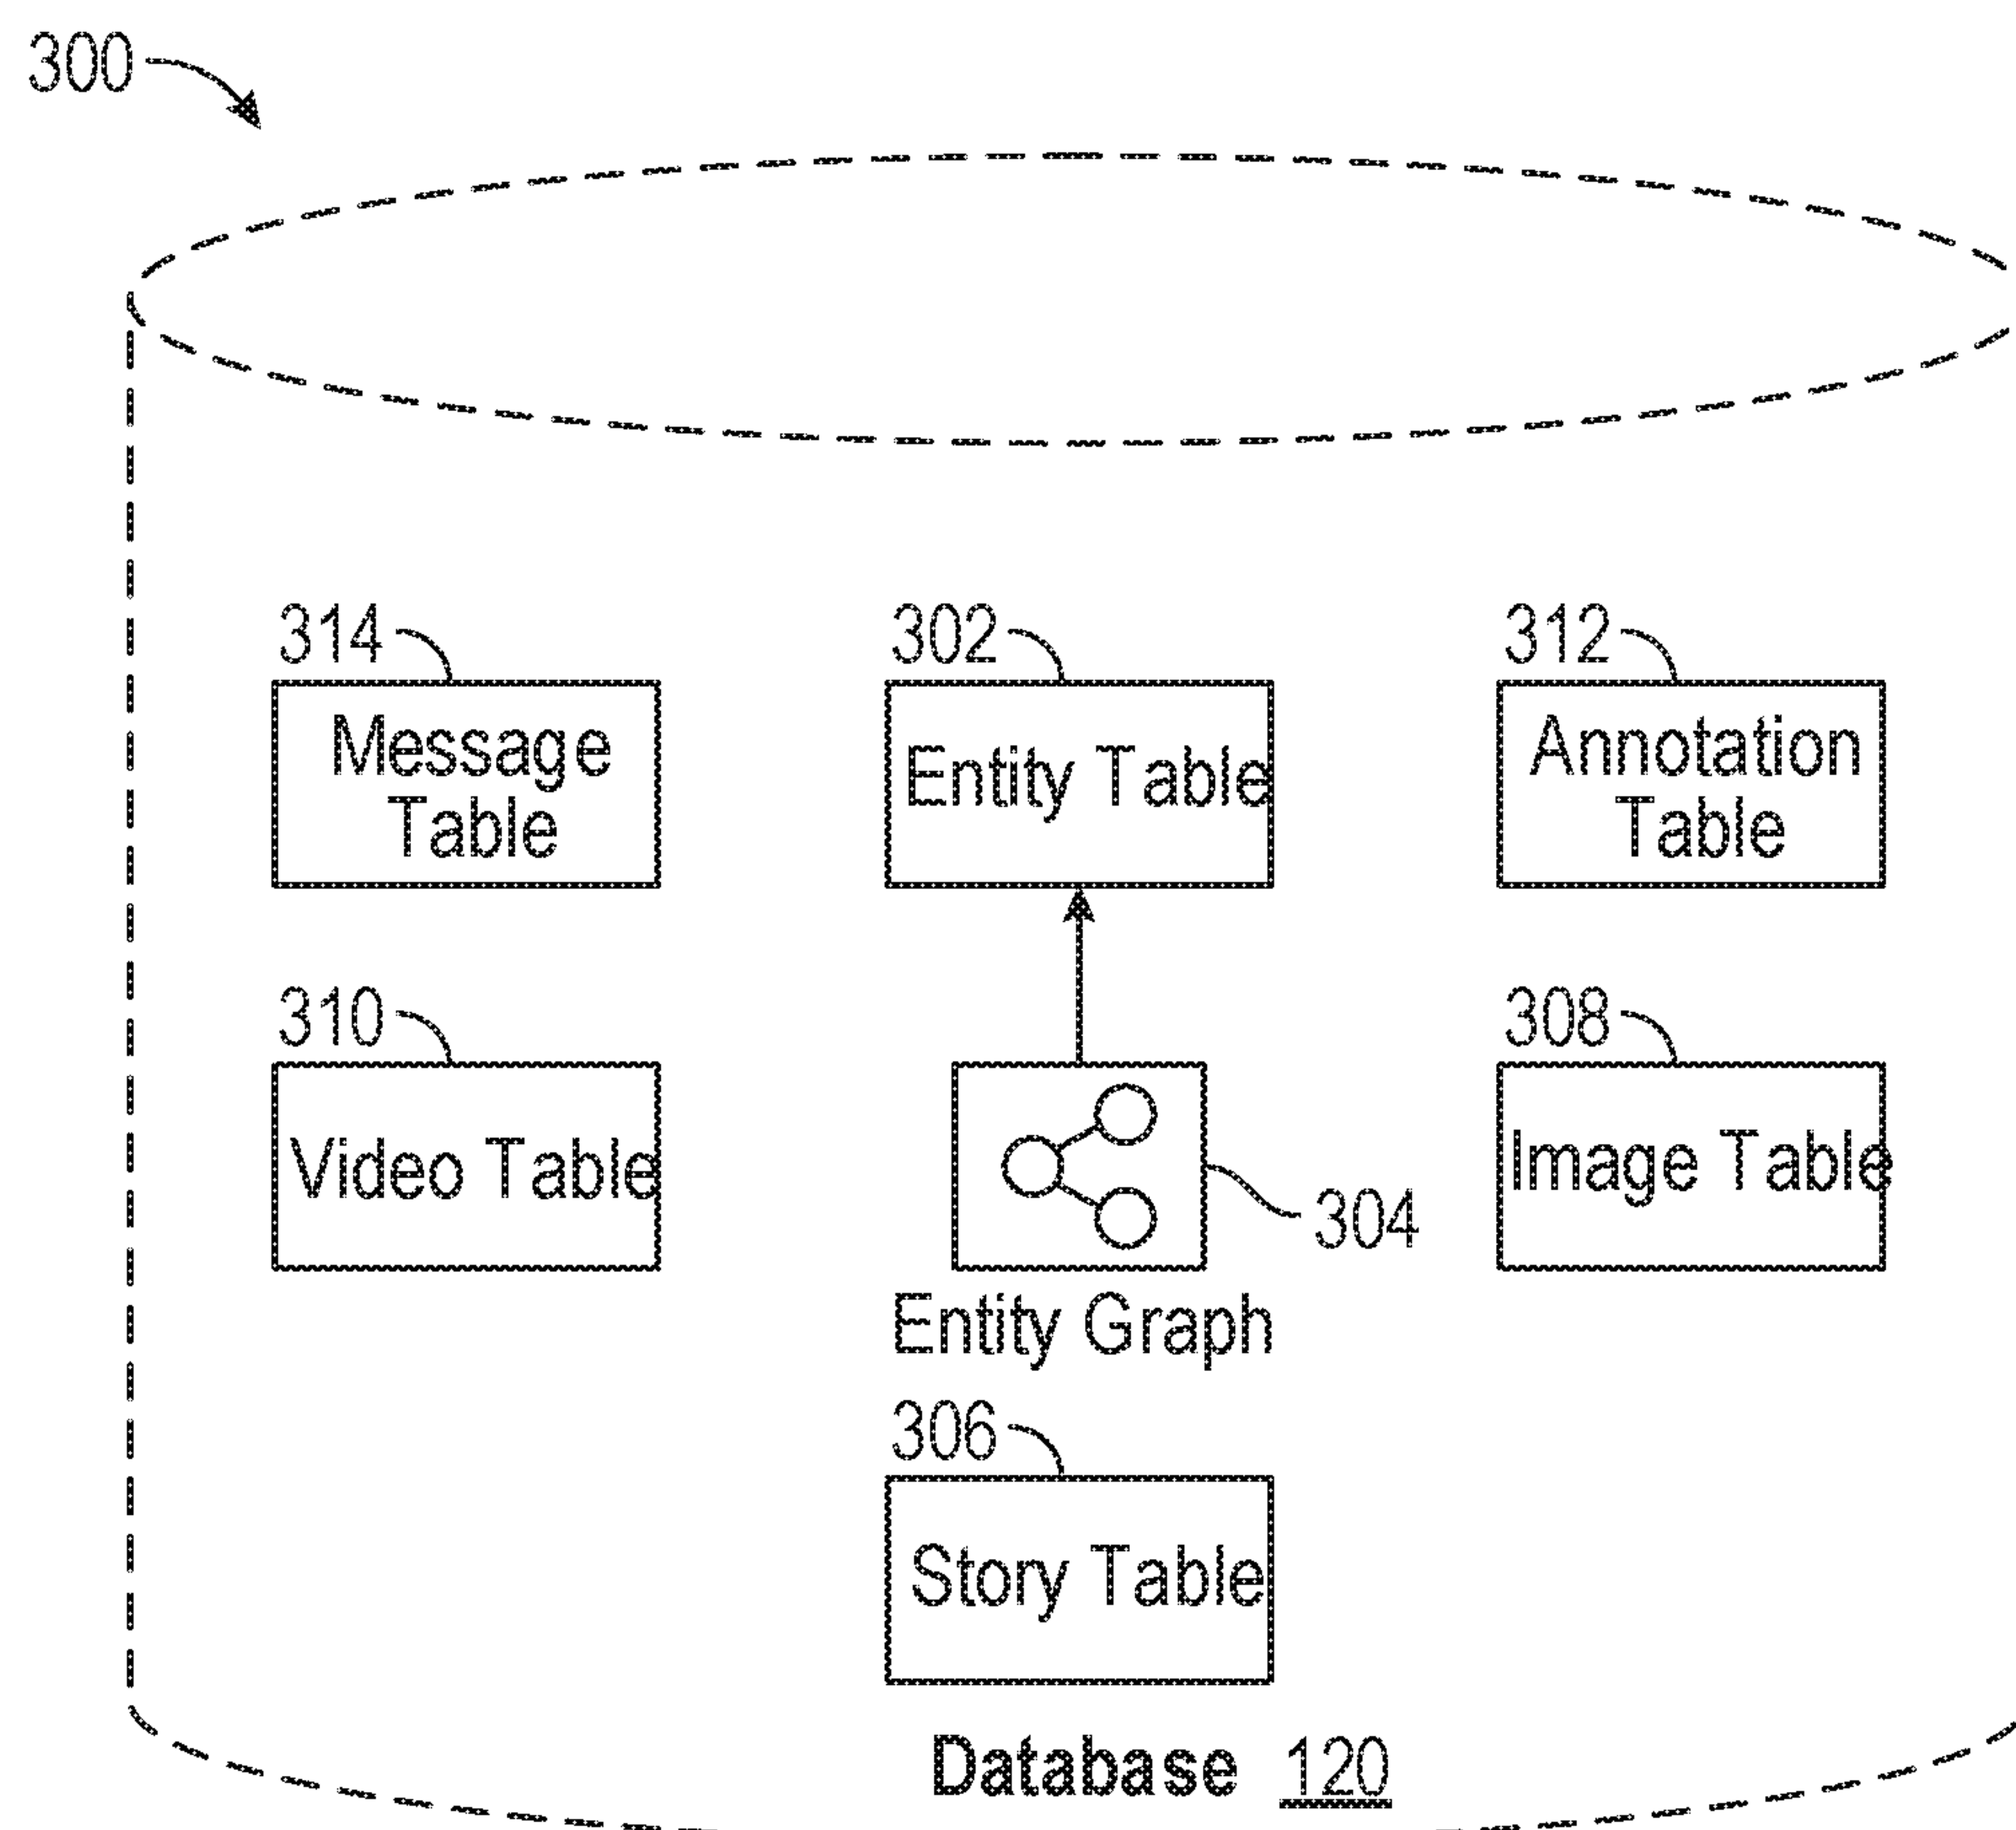 300
314
302
312
Message
Table
Entity Table
Annotation
Table
310
308
Video Table
Image Table
304
Entity Graph
306
Story Table
Database 120